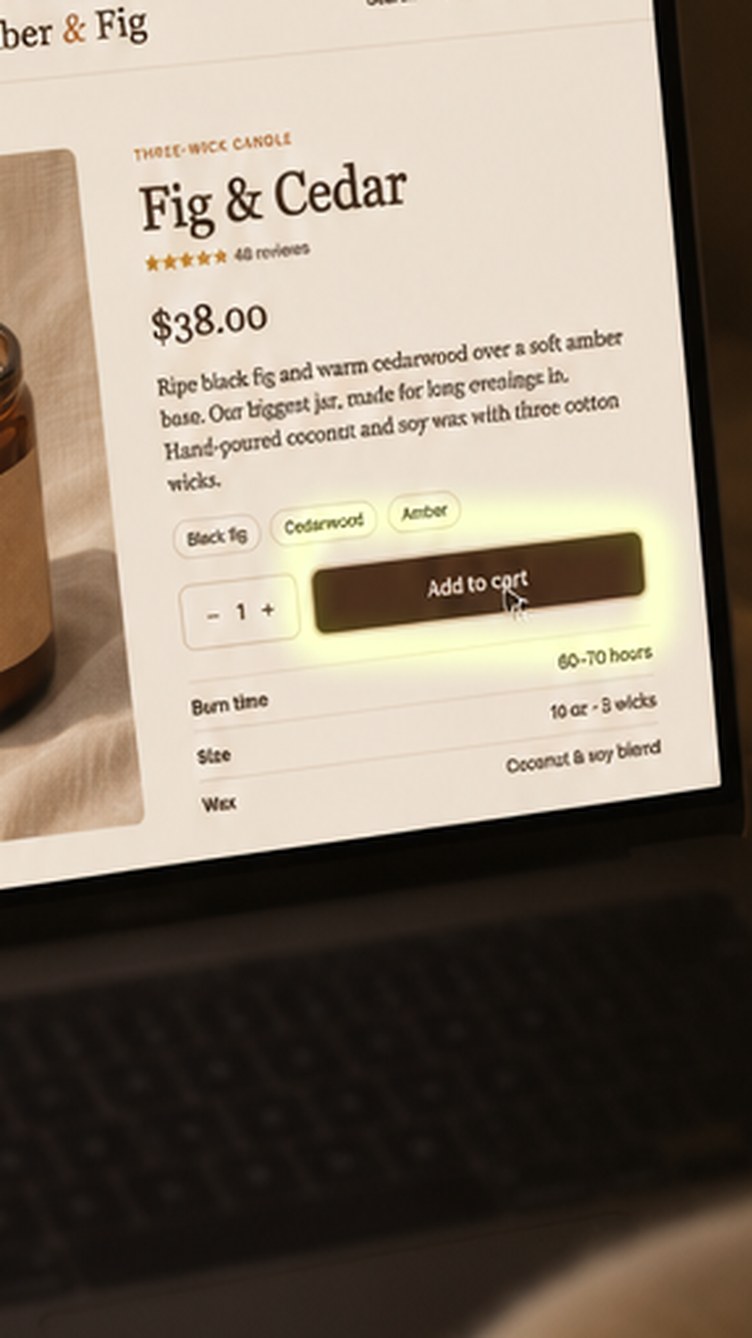 ber & Fig
THREE-WICK CANDLE
Fig & Cedar
48 reviews
$38.00
Ripe black fig and warm cedarwood over a soft amber
base. Our biggest jar, made for long evenings in.
Hand-poured coconut and soy wax with three cotton
wicks.
Black fig Cedarwood Amber
− 1 + Add to cart
Burn time 60-70 hours
Size 10 oz - 3 wicks
Wax Coconut & soy blend